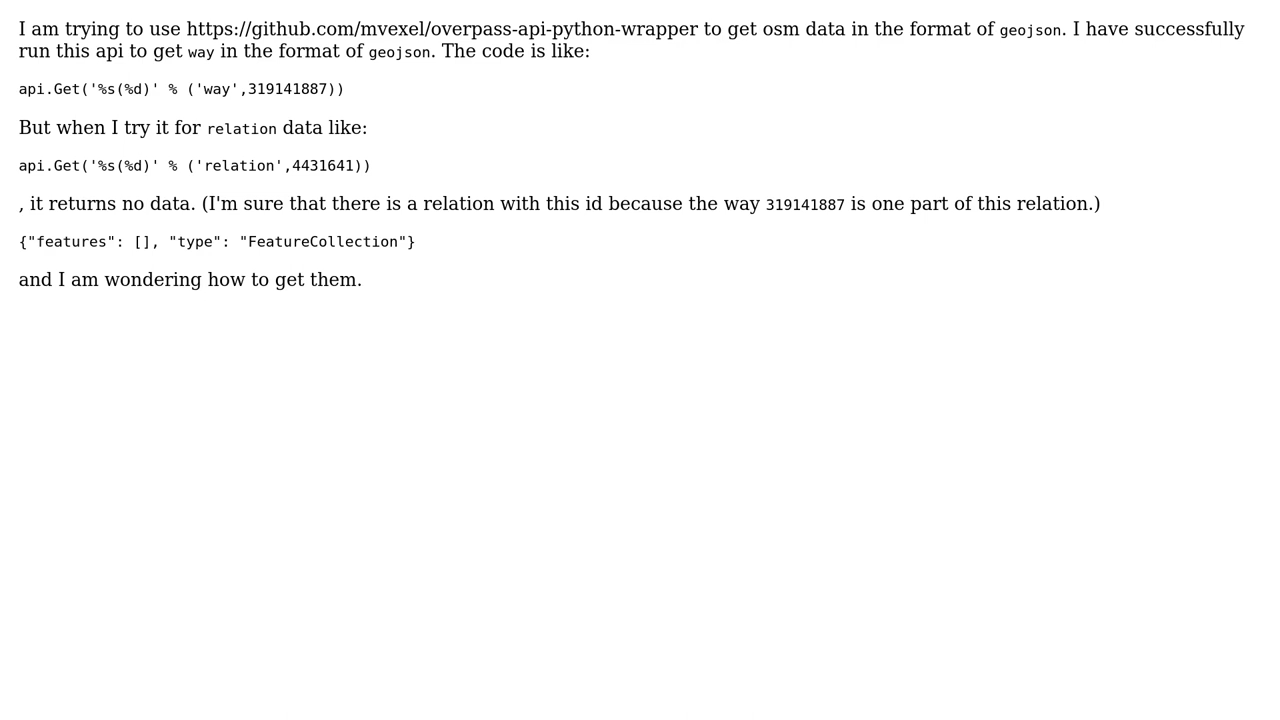 I am trying to use https://github.com/mvexel/overpass-api-python-wrapper to get osm data in the format of geojson. I have successfully
run this api to get way in the format of geojson. The code is like:
api.Get('%s(%d)' % ('way',319141887))
But when I try it for relation data like:
api.Get('%s(%d)' % ('relation',4431641))
, it returns no data. (I'm sure that there is a relation with this id because the way 319141887 is one part of this relation.)
{"features": [], "type": "FeatureCollection"}
and I am wondering how to get them.